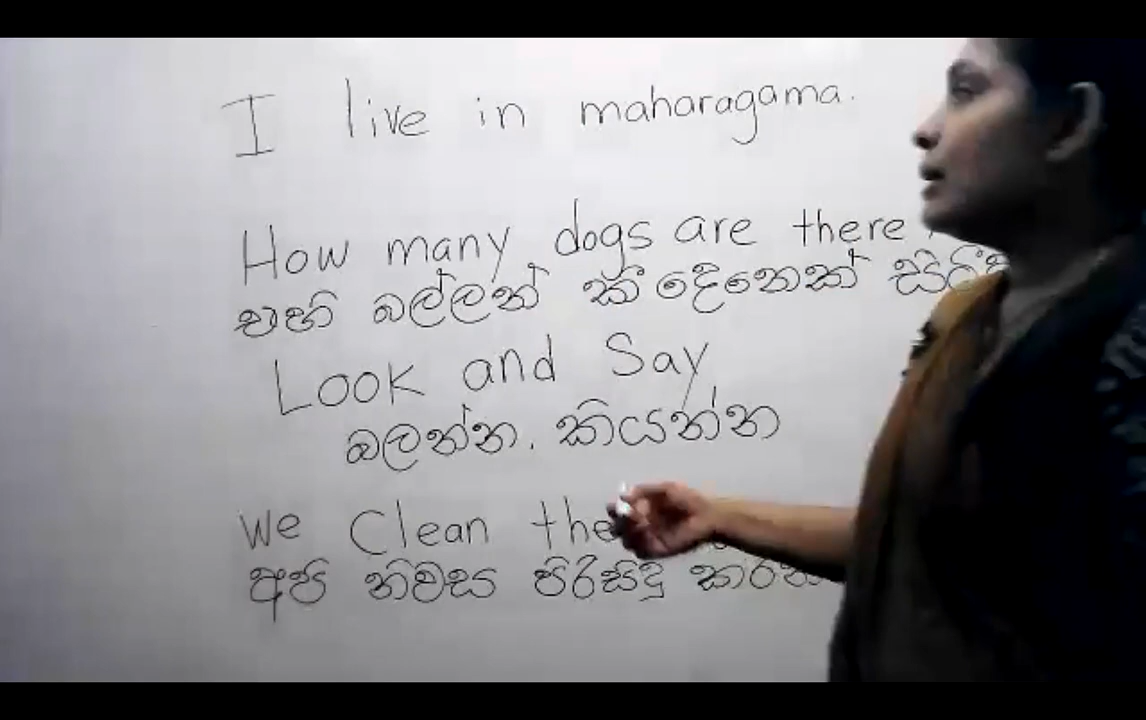 I live in maharagama.
How many dogs are there
එහි බල්ලන් කී දෙනෙක්
Look and Say
බලන්න. කියන්න
We Clean the
අපි නිවස පිරිසිදු